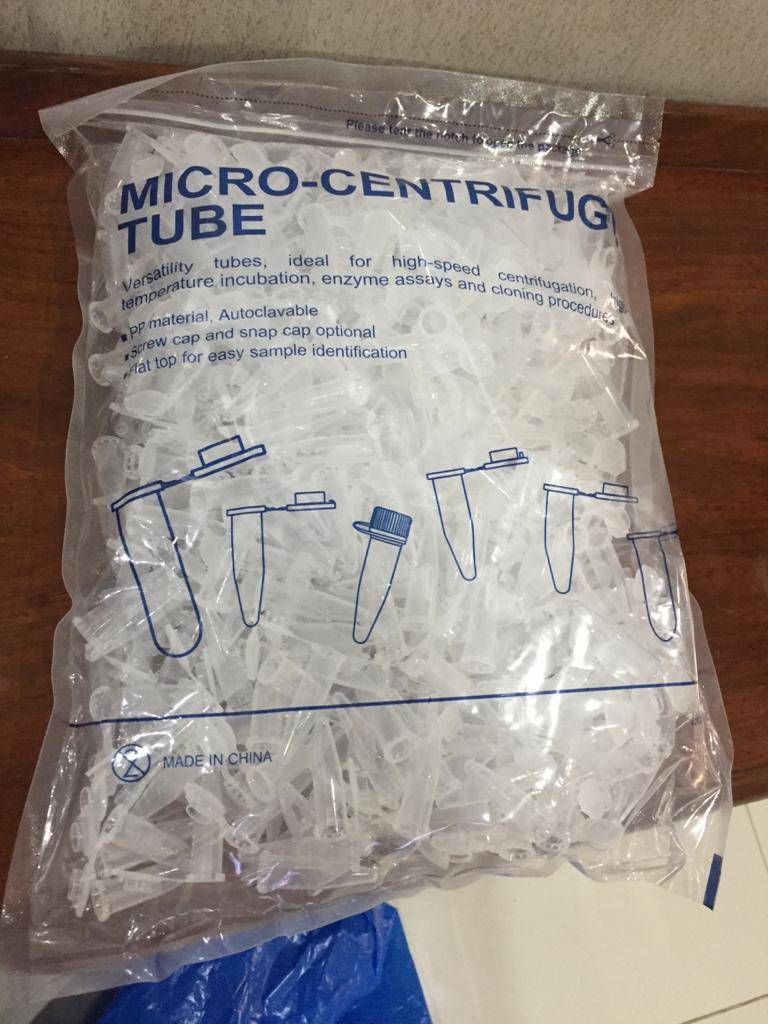 Please tear the notch to open the package
MICRO-CENTRIFUG
TUBE
Versatility tubes, ideal for high-speed centrifugation,
temperature incubation, enzyme assays and cloning procedures
PP material, Autoclavable
Screw cap and snap cap optional
Flat top for easy sample identification
2
MADE IN CHINA